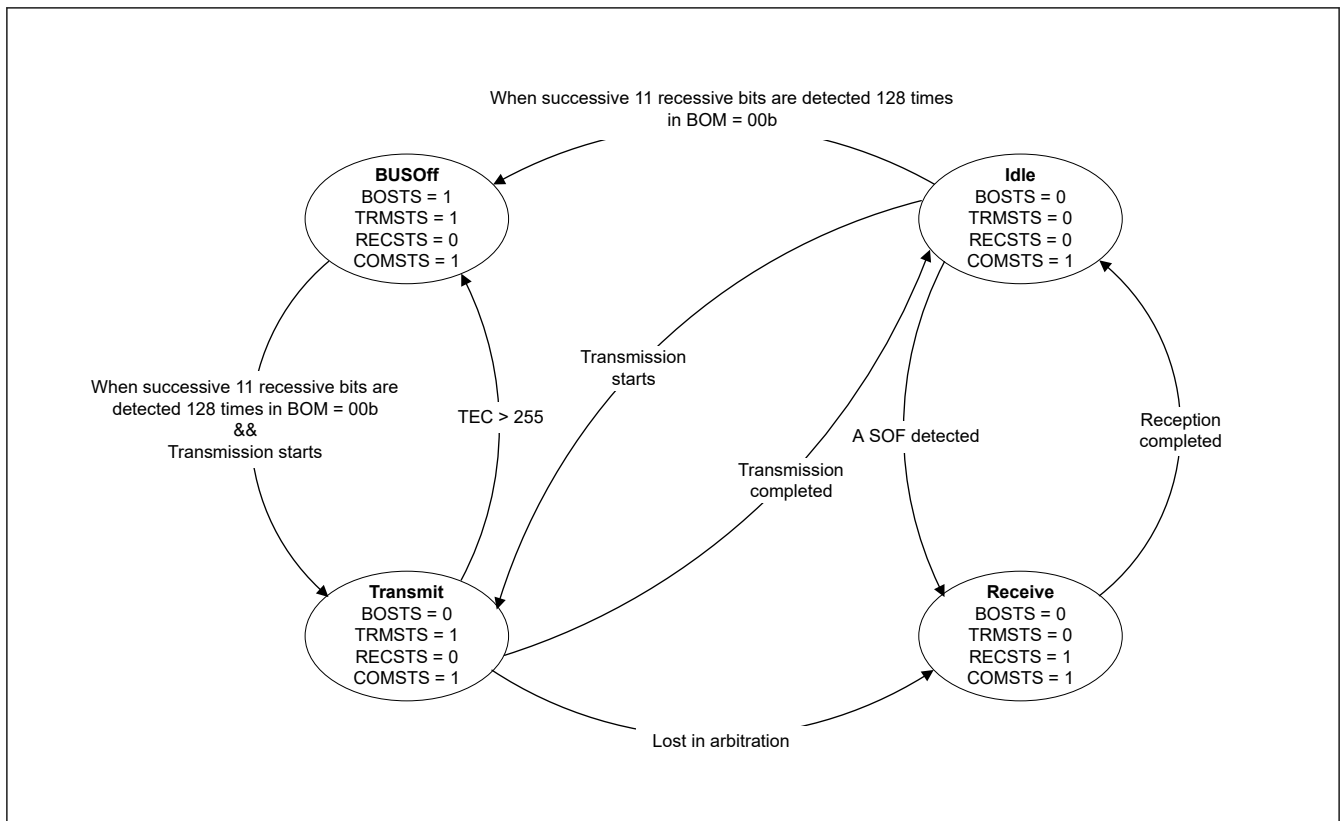 When successive 11 recessive bits are detected 128 times
in BOM = 00b
BUSOff
BOSTS = 1
TRMSTS = 1
RECSTS = 0
COMSTS = 1
Idle
BOSTS = 0
TRMSTS = 0
RECSTS = 0
COMSTS = 1
When successive 11 recessive bits are
detected 128 times in BOM = 00b
&&
Transmission starts
TEC > 255
Transmission
starts
Transmission
completed
A SOF detected
Reception
completed
Transmit
BOSTS = 0
TRMSTS = 1
RECSTS = 0
COMSTS = 1
Receive
BOSTS = 0
TRMSTS = 0
RECSTS = 1
COMSTS = 1
Lost in arbitration